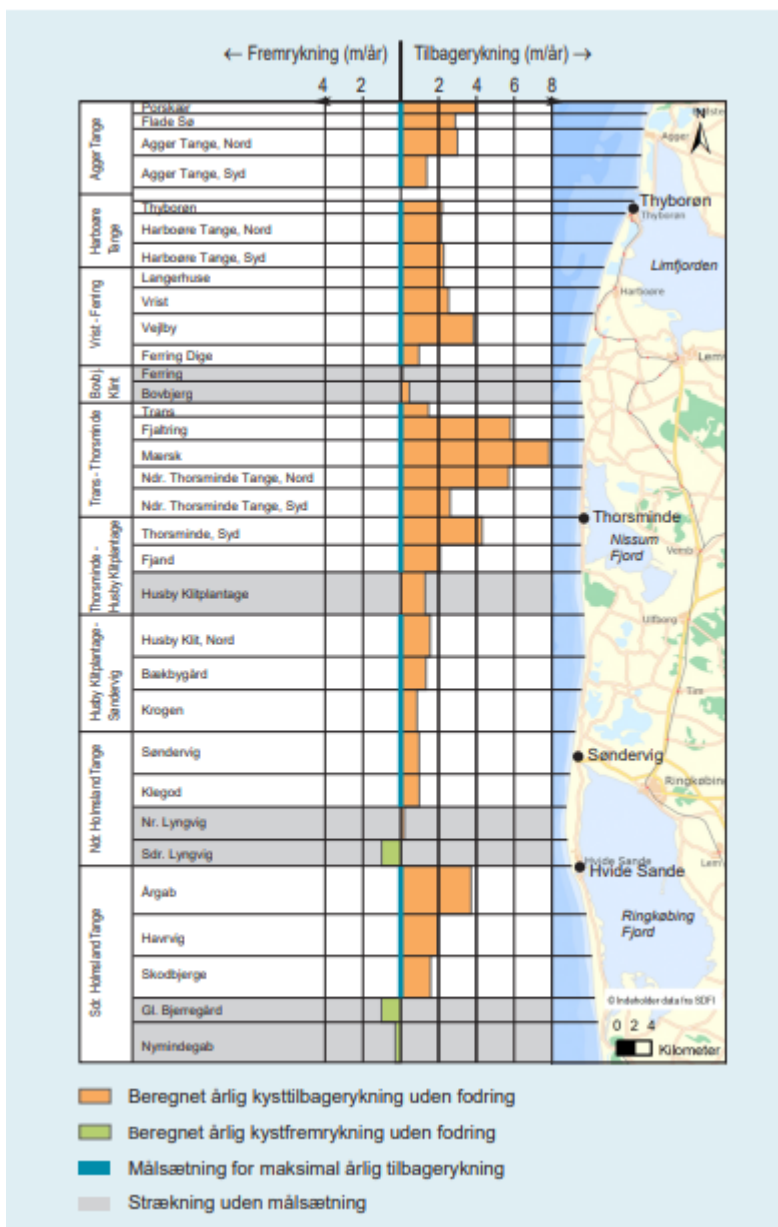 ← Fremrykning (m/år) Tilbagerykning (m/år) →
4 2 2 4 6 8
Agger Tange
Porskær
Flade Sø
Agger Tange, Nord
Agger Tange, Syd
Harboøre Tange
Thyborøn
Harboøre Tange, Nord
Harboøre Tange, Syd
Vrist - Ferring
Langerhuse
Vrist
Vejlby
Ferring Dige
Bovbj. Klint
Ferring
Bovbjerg
Trans - Thorsminde
Trans
Fjaltring
Mærsk
Ndr. Thorsminde Tange, Nord
Ndr. Thorsminde Tange, Syd
Thorsminde - Husby Klitplantage
Thorsminde, Syd
Fjand
Husby Klitplantage
Husby Klitplantage - Søndervig
Husby Klit, Nord
Bækbygård
Krogen
Ndr. Holmsland Tange
Søndervig
Klegod
Nr. Lyngvig
Sdr. Lyngvig
Sdr. Holmsland Tange
Årgab
Havrvig
Skodbjerge
Gl. Bjerregård
Nymindegab
N
Agger
Thyborøn
Thyborøn
Limfjorden
Harboøre
Lem
Thorsminde
Nissum
Fjord
Vemb
Ulfborg
Tim
Søndervig
Ringkøbing
Hvide Sande
Hvide Sande
Lem
Ringkøbing
Fjord
© Indeholder data fra SDFI
0 2 4
Kilometer
Beregnet årlig kysttilbagerykning uden fodring
Beregnet årlig kystfremrykning uden fodring
Målsætning for maksimal årlig tilbagerykning
Strækning uden målsætning